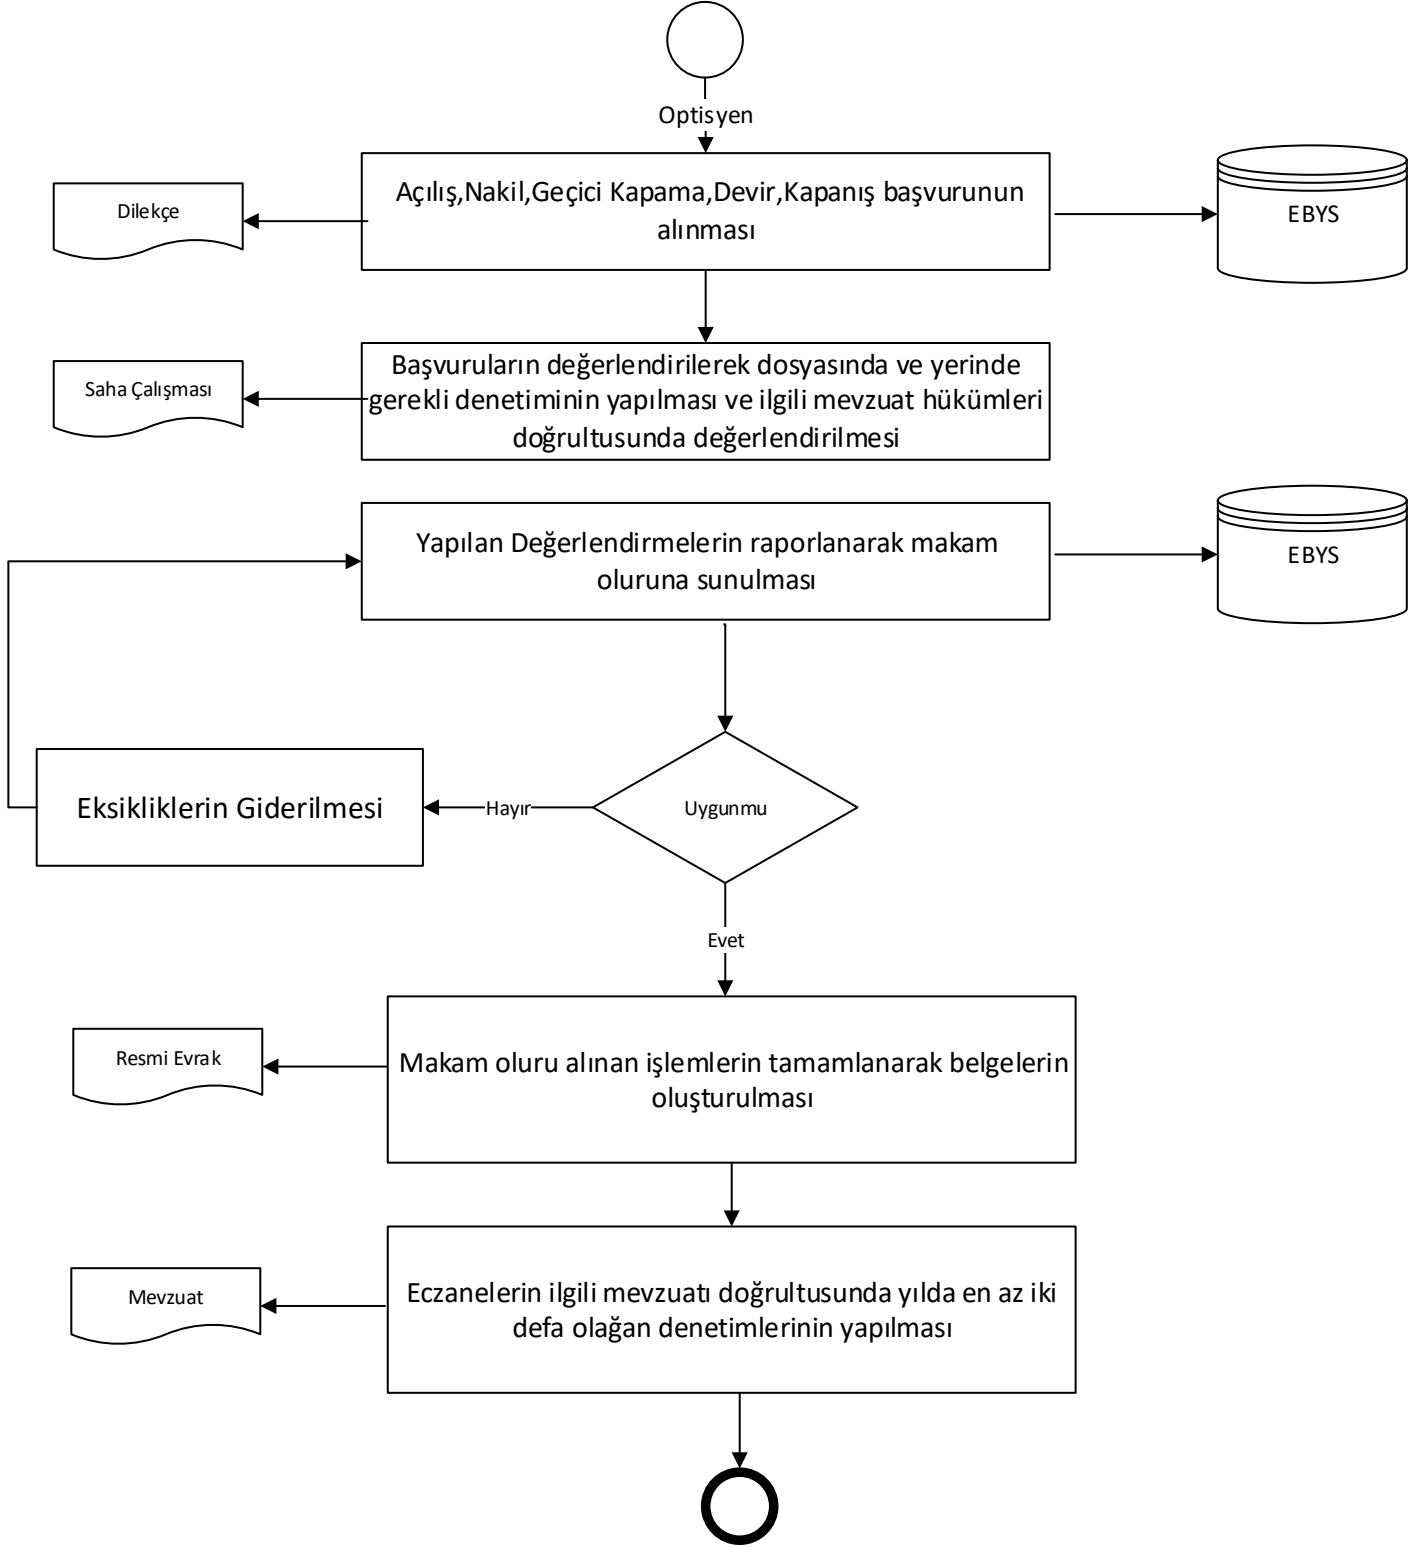 Optisyen
Açılış,Nakil,Geçici Kapama,Devir,Kapanış başvurunun
alınması
Dilekçe
EBYS
Başvuruların değerlendirilerek dosyasında ve yerinde
gerekli denetiminin yapılması ve ilgili mevzuat hükümleri
doğrultusunda değerlendirilmesi
Saha Çalışması
Yapılan Değerlendirmelerin raporlanarak makam
oluruna sunulması
EBYS
Eksikliklerin Giderilmesi
Hayır
Uygunmu
Evet
Makam oluru alınan işlemlerin tamamlanarak belgelerin
oluşturulması
Resmi Evrak
Eczanelerin ilgili mevzuatı doğrultusunda yılda en az iki
defa olağan denetimlerinin yapılması
Mevzuat